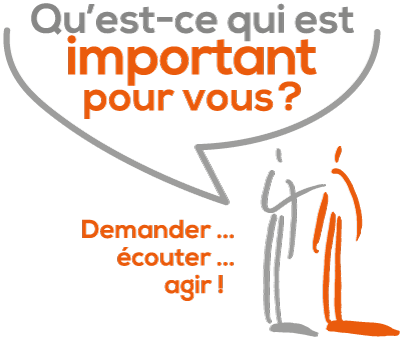 Qu’est-ce qui est
important
pour vous ?
Demander ...
écouter ...
agir !